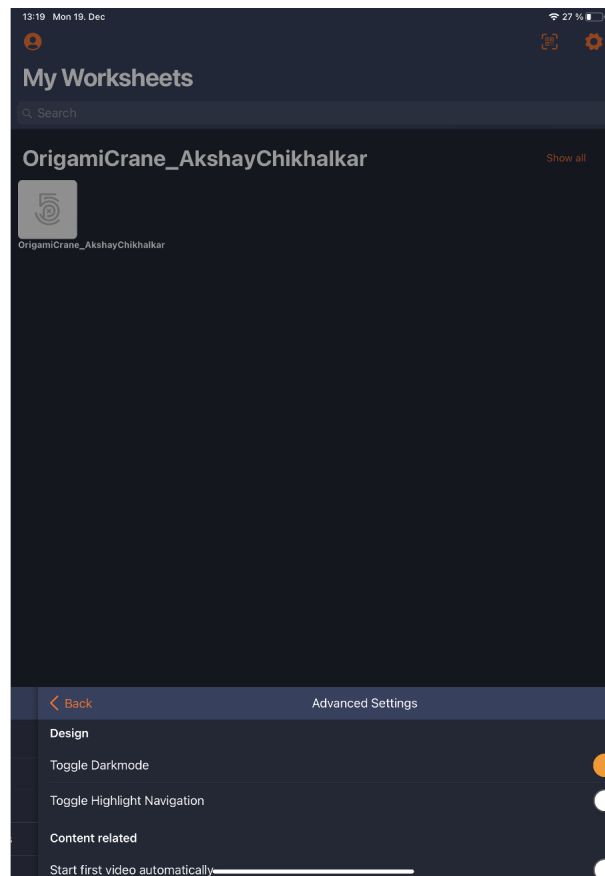 13:19 Mon 19. Dec
27 %
My Worksheets
Search
OrigamiCrane_AkshayChikhalkar
Show all
OrigamiCrane_AkshayChikhalkar
Back
Advanced Settings
Design
Toggle Darkmode
Toggle Highlight Navigation
Content related
Start first video automatically